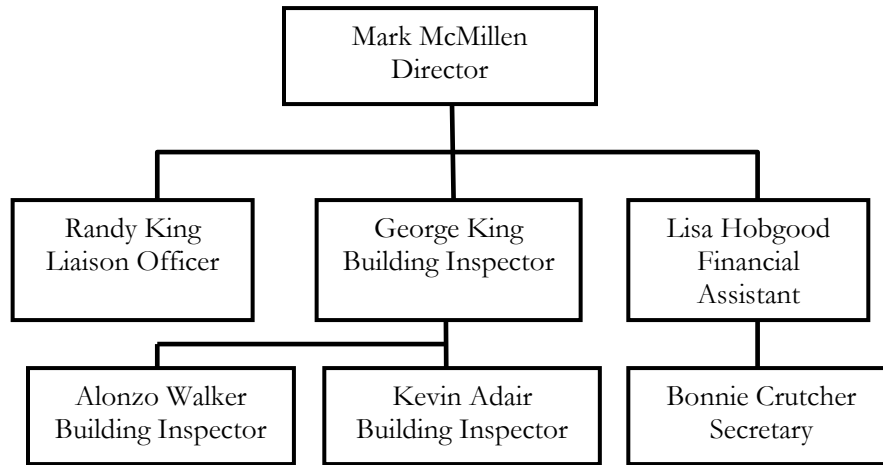 Mark McMillen
Director
Randy King
Liaison Officer
George King
Building Inspector
Lisa Hobgood
Financial
Assistant
Alonzo Walker
Building Inspector
Kevin Adair
Building Inspector
Bonnie Crutcher
Secretary